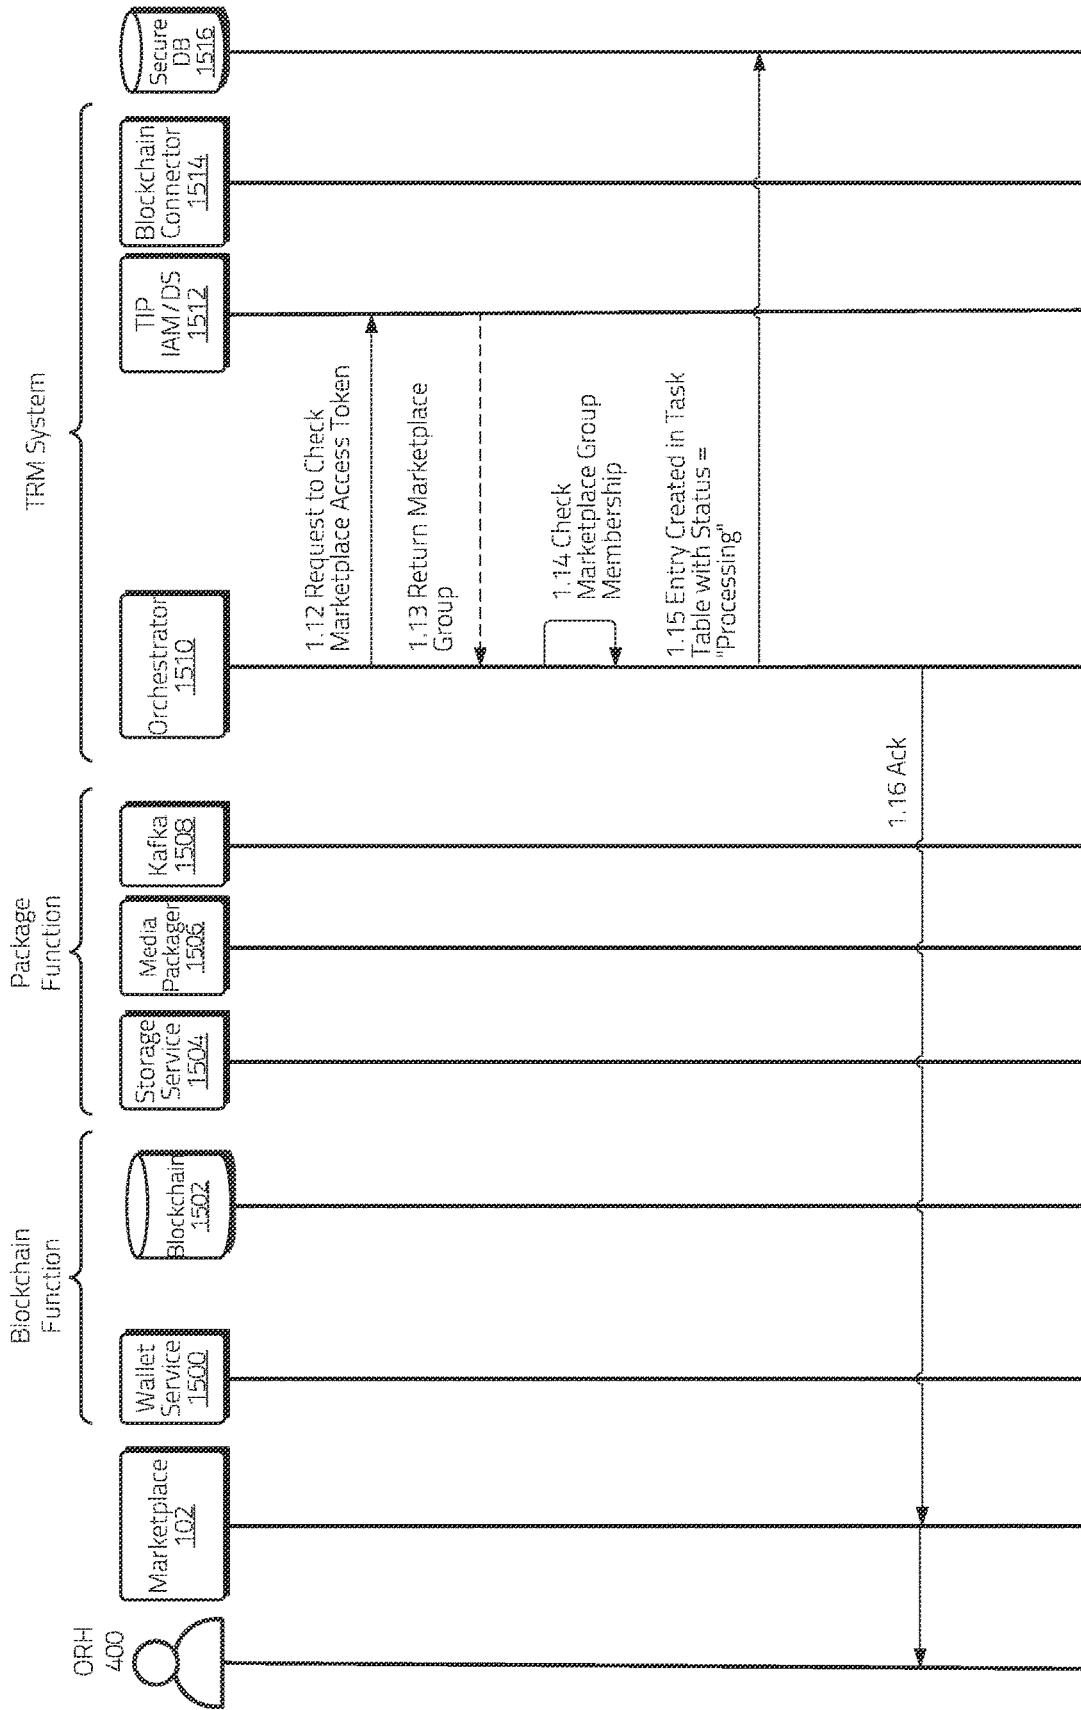 ORH
400
Marketplace
102
Blockchain
Function
Wallet
Service
1500
Blockchain
1502
Package
Function
Storage
Service
1504
Media
Packager
1506
Kafka
1508
TRM System
Orchestrator
1510
TIP
IAM/DS
1512
Blockchain
Connector
1514
Secure
DB
1516
1.12 Request to Check
Marketplace Access Token
1.13 Return Marketplace
Group
1.14 Check
Marketplace Group
Membership
1.15 Entry Created in Task
Table with Status =
"Processing"
1.16 Ack